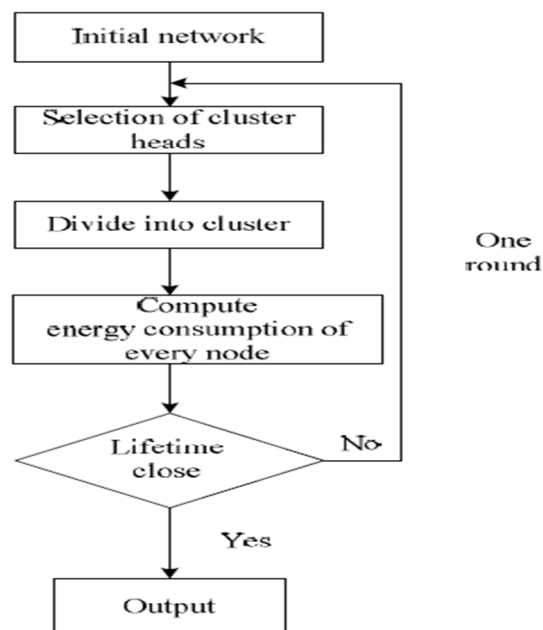 Initial network
Selection of cluster
heads
Divide into cluster
One
round
Compute
energy consumption of
every node
Lifetime
close
No
Yes
Output